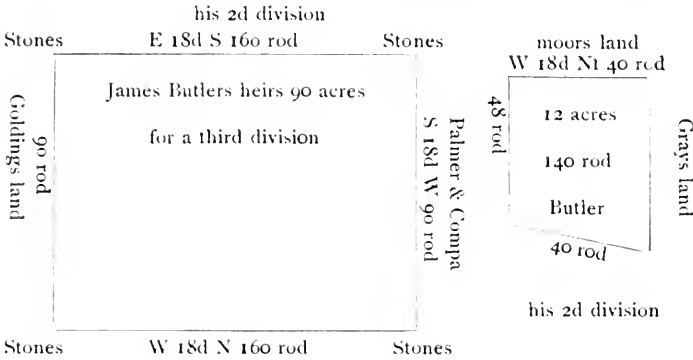 his 2d division
Stones E 18d S 160 rod Stones
James Butlers heirs 90 acres
for a third division
Goldings land
90 rod
S 18d W 90 rod
Palmer & Compa
Stones W 18d N 160 rod Stones
moors land
W 18d N1 40 rod
48 rod
12 acres
140 rod
Butler
40 rod
Grays land
his 2d division